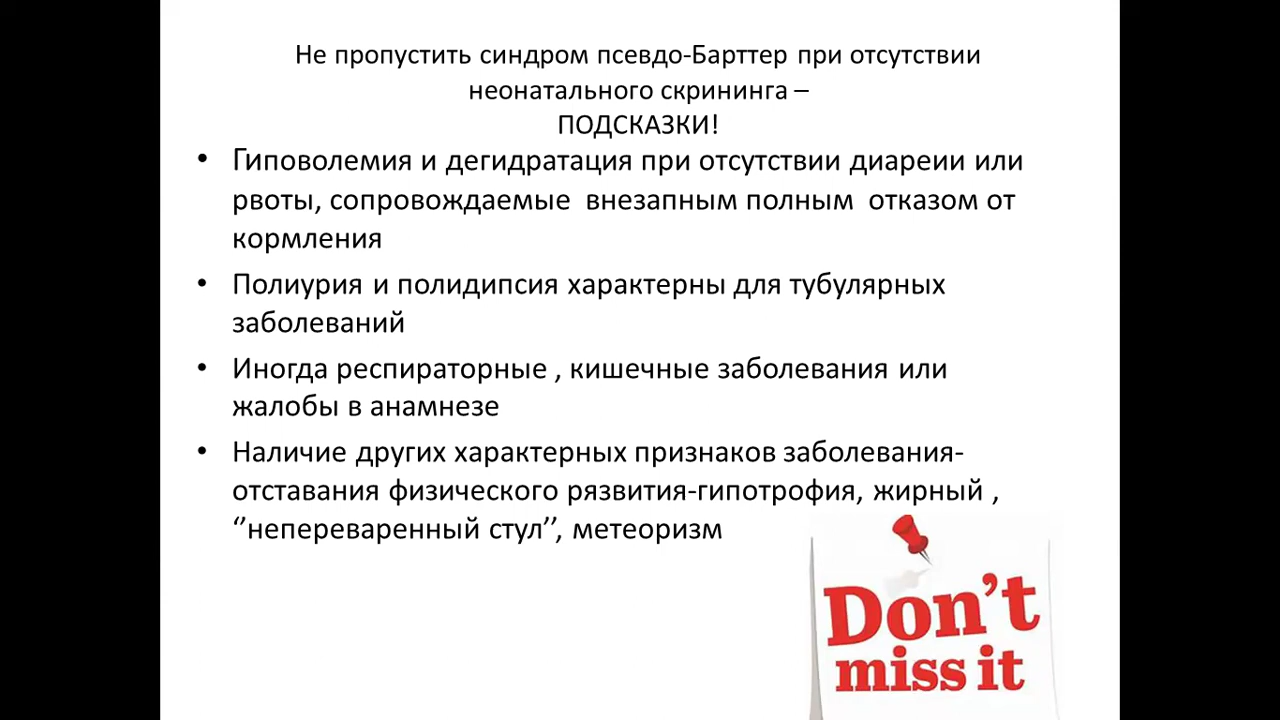 Не пропустить синдром псевдо-Барттер при отсутствии
неонатального скрининга –
ПОДСКАЗКИ!
• Гиповолемия и дегидратация при отсутствии диареии или
рвоты, сопровождаемые внезапным полным отказом от
кормления
• Полиурия и полидипсия характерны для тубулярных
заболеваний
• Иногда респираторные , кишечные заболевания или
жалобы в анамнезе
• Наличие других характерных признаков заболевания-
отставания физического рязвития-гипотрофия, жирный ,
‘’непереваренный стул’’, метеоризм
Don't
miss it